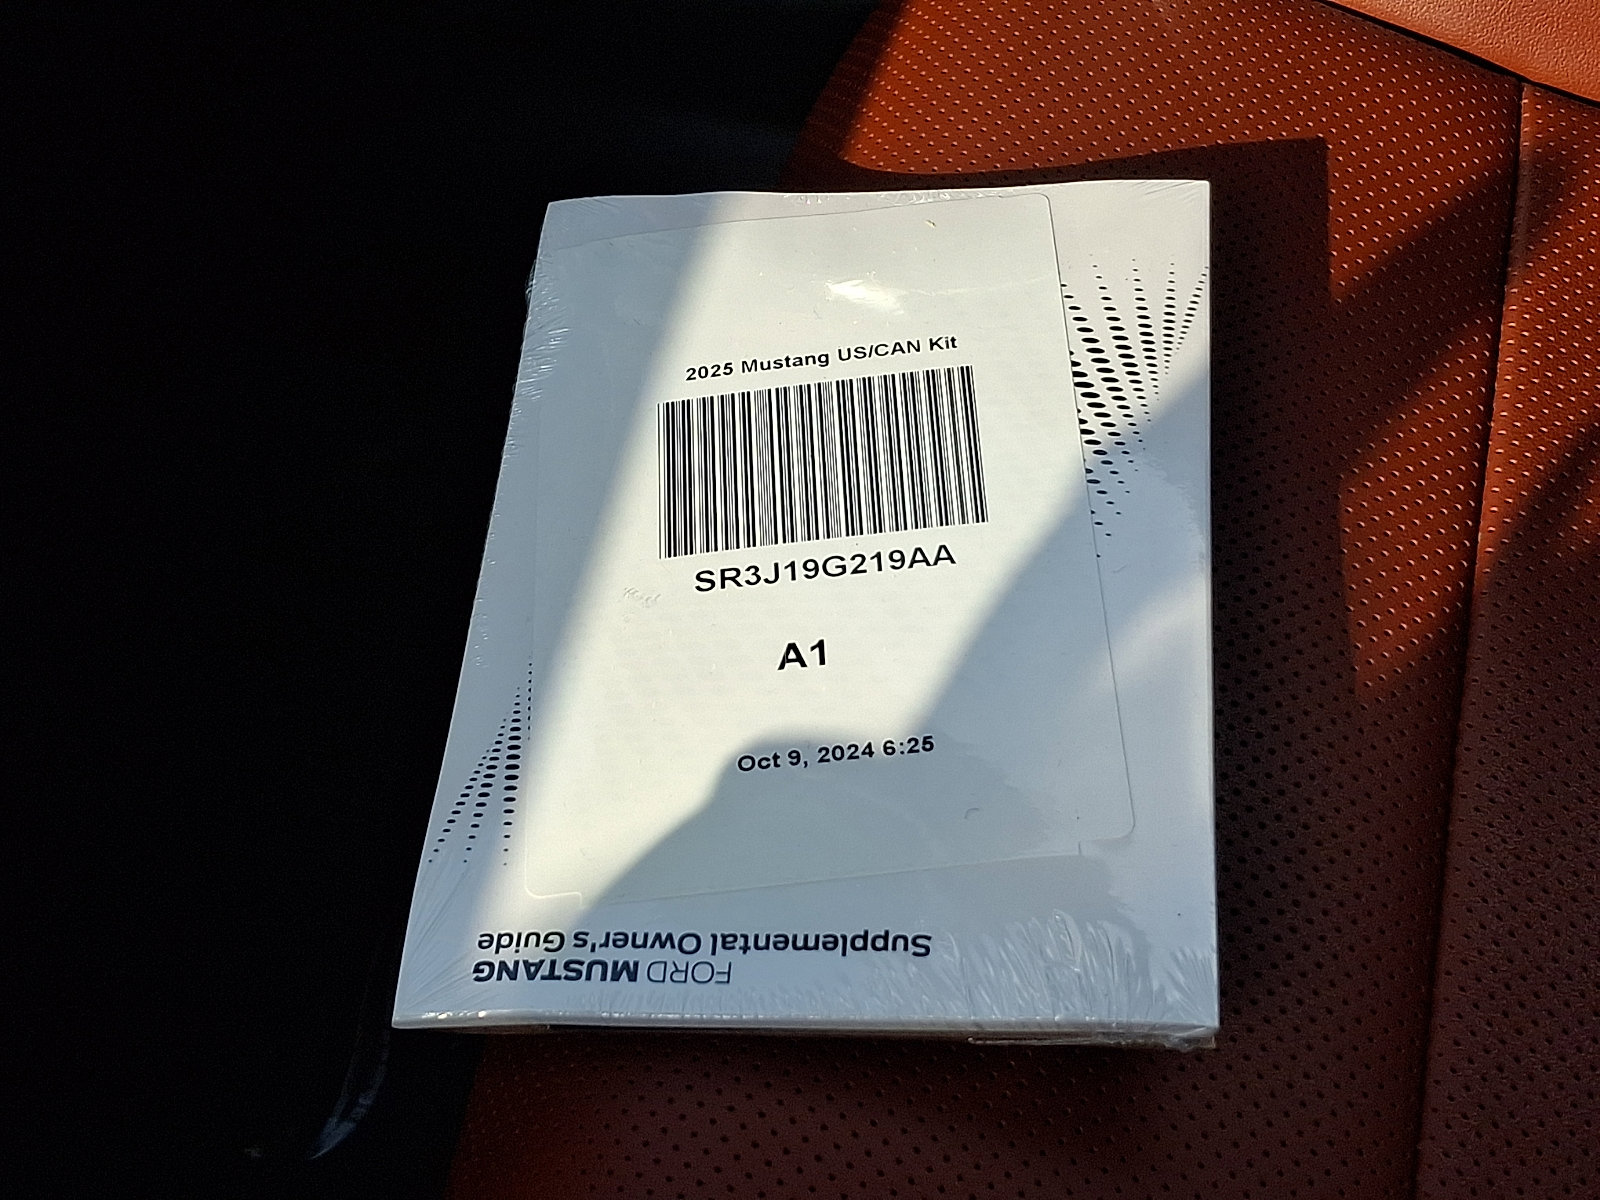 2025 Mustang US/CAN Kit
SR3J19G219AA
A1
Oct 9, 2024 6:25
FORD MUSTANG
Supplemental Owner's Guide